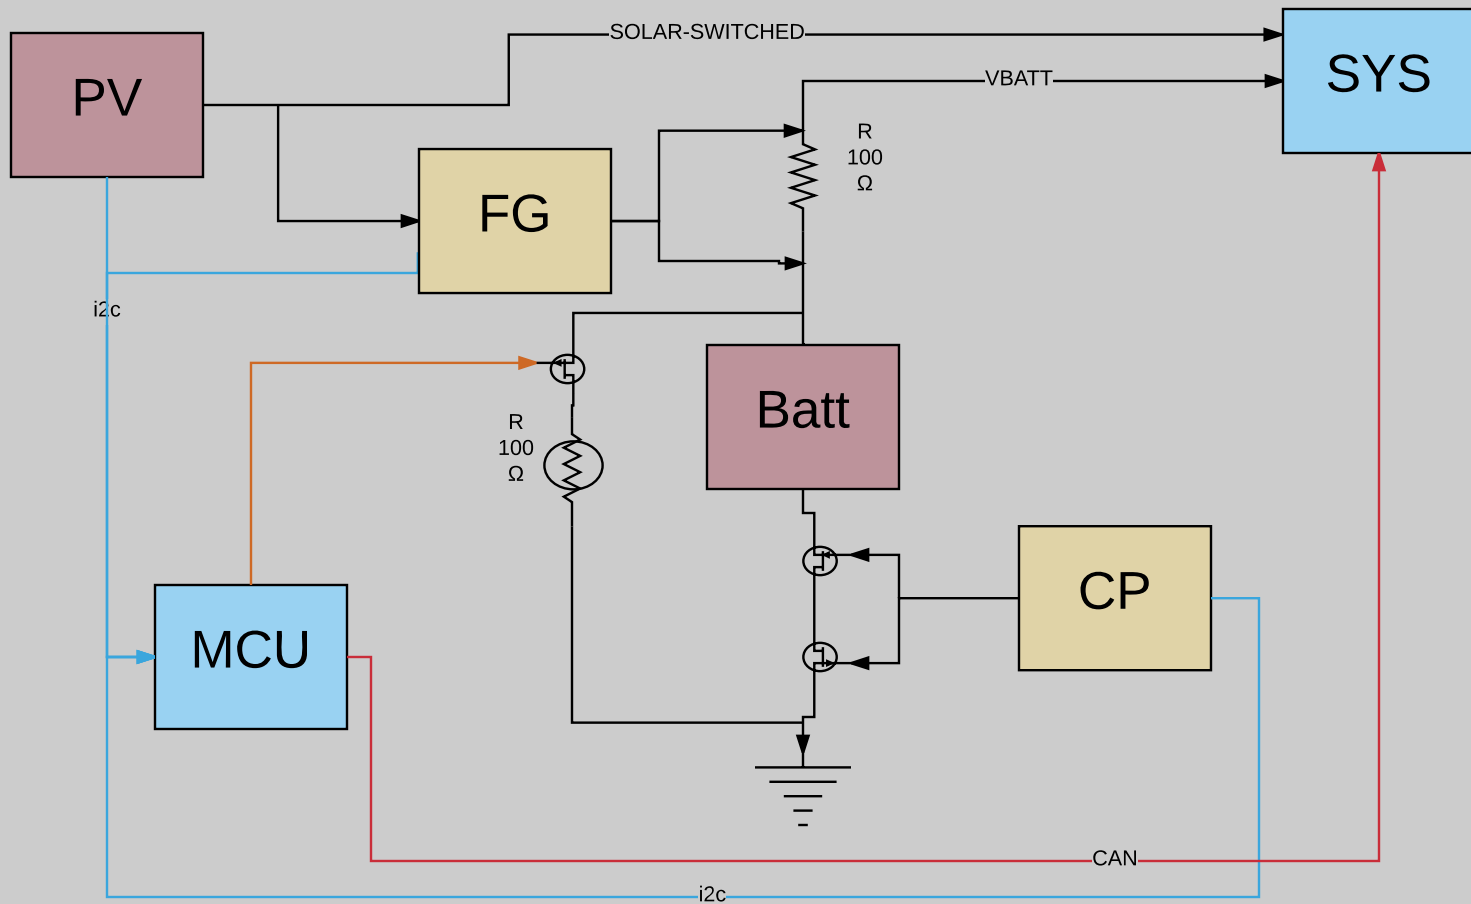 SOLAR-SWITCHED
PV
SYS
VBATT
R
100
Ω
FG
i2c
Batt
R
100
Ω
CP
MCU
CAN
i2c